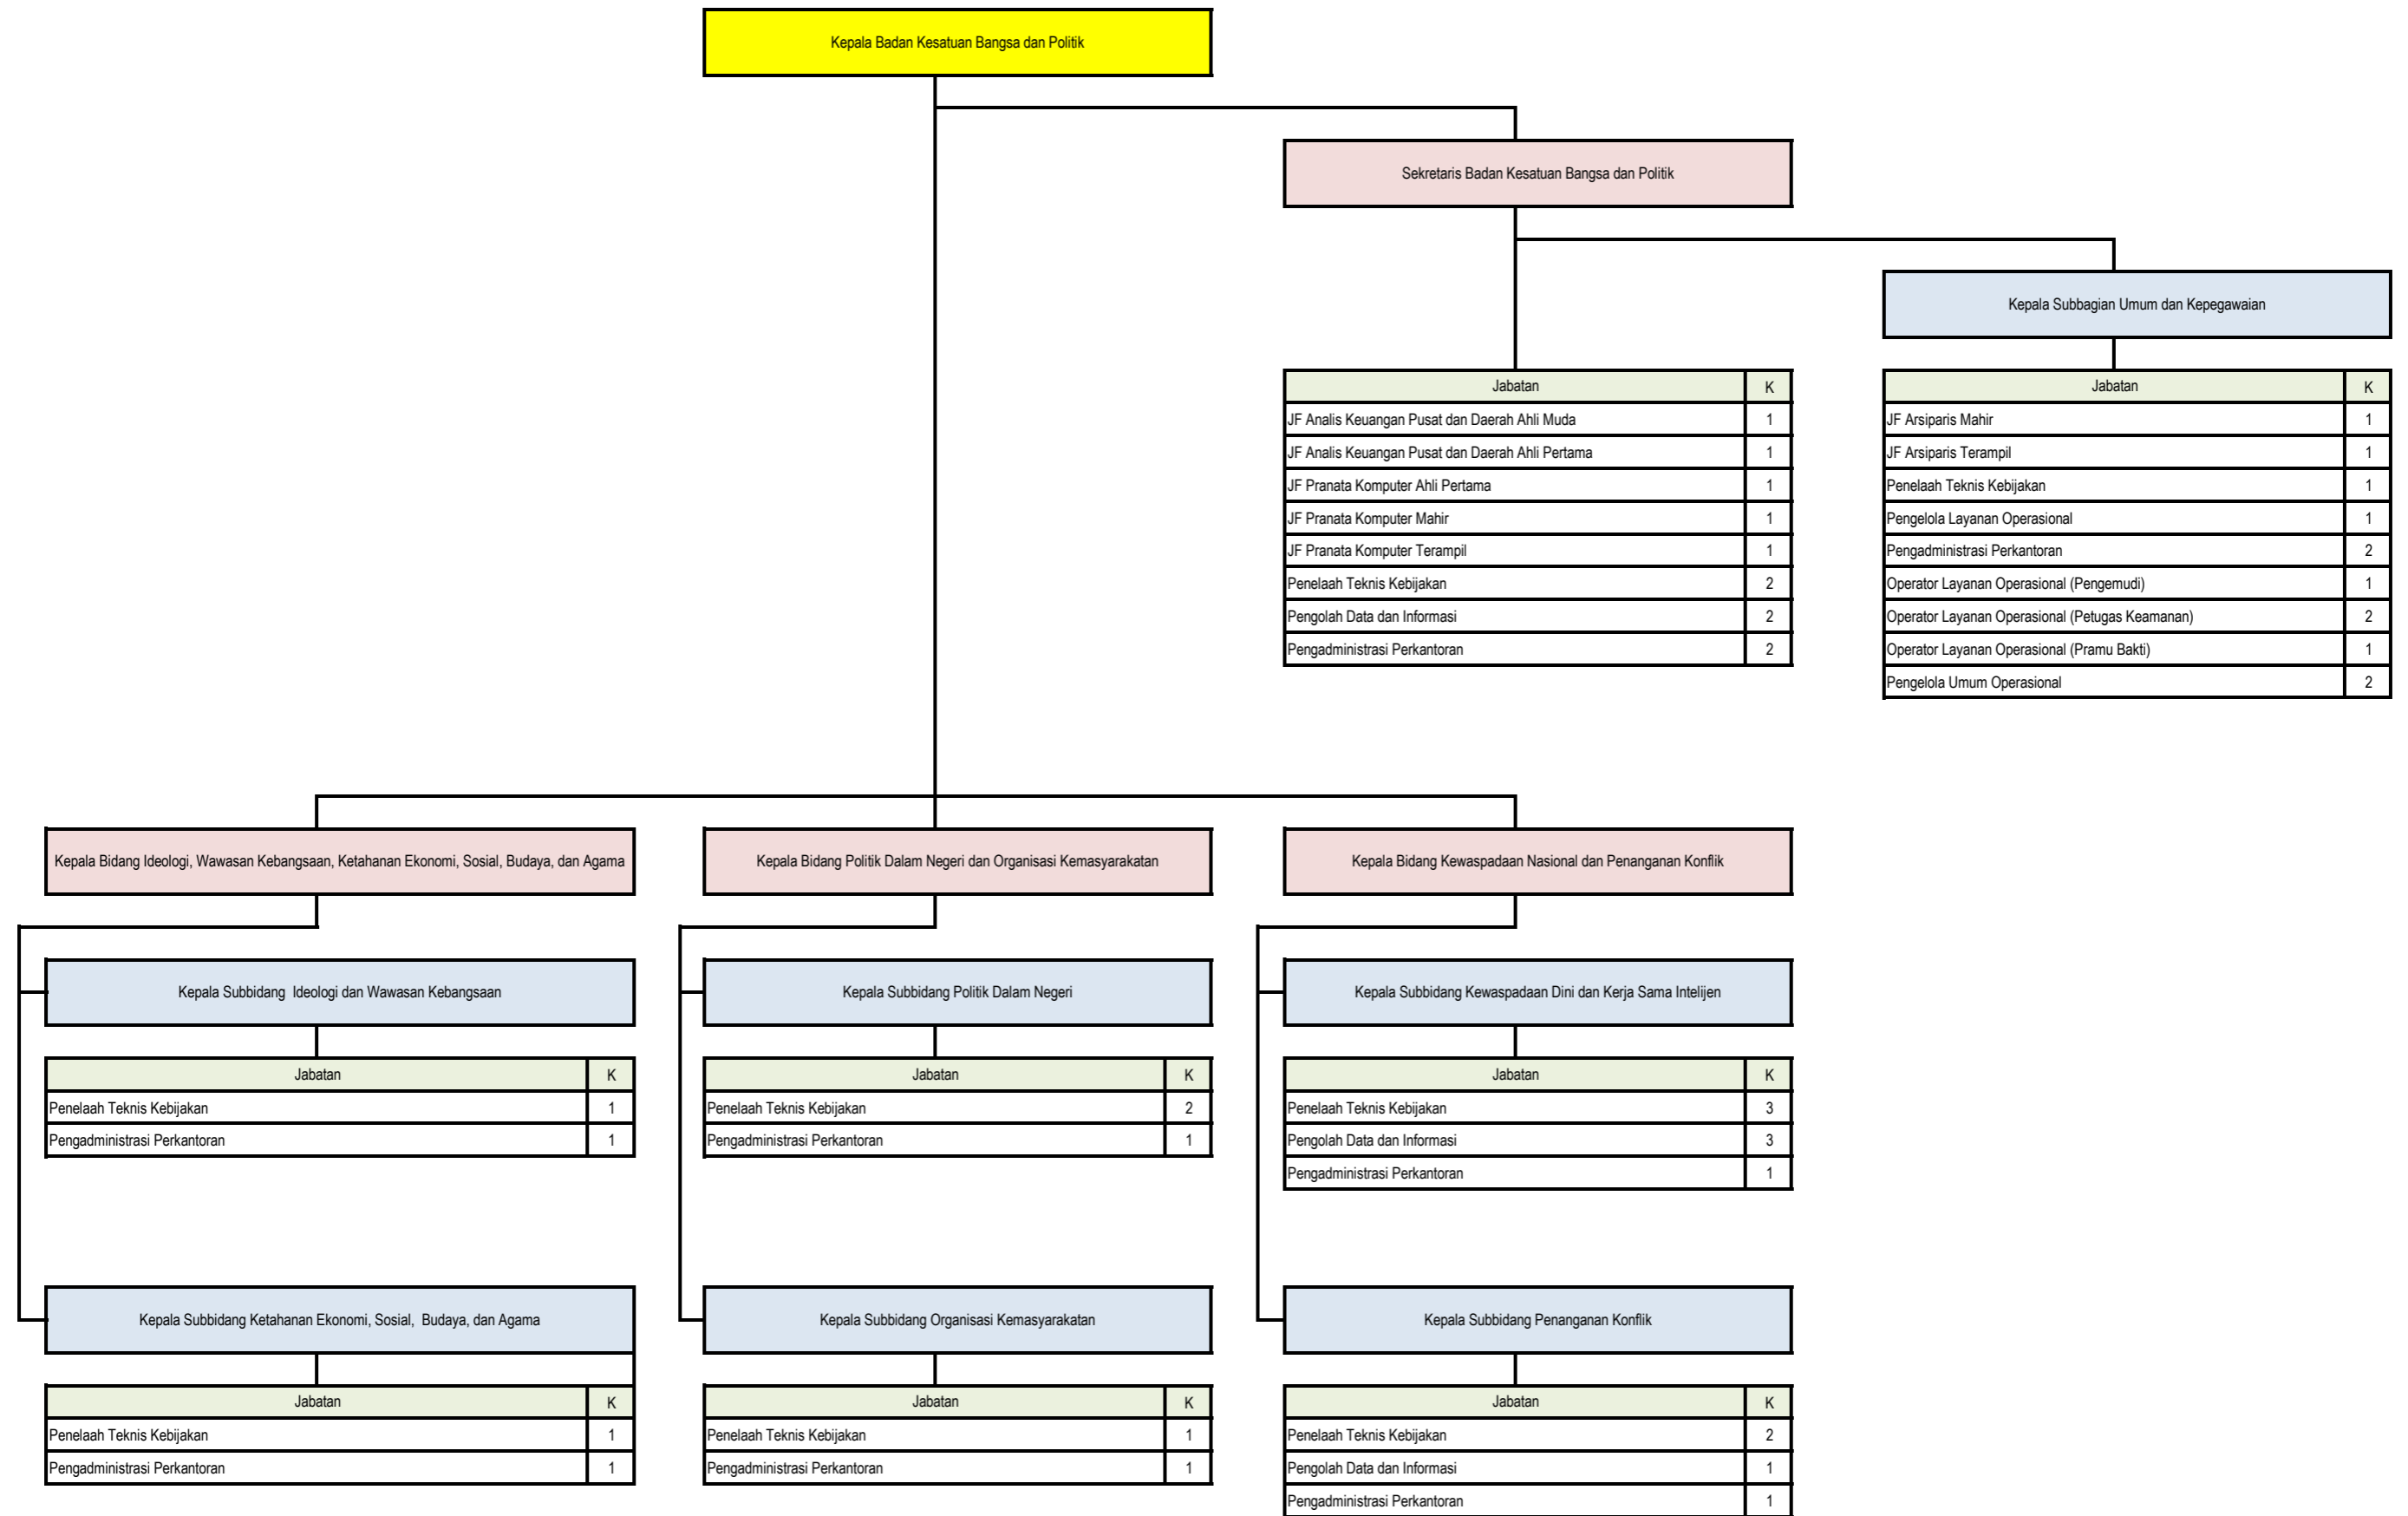 Kepala Badan Kesatuan Bangsa dan Politik
Sekretaris Badan Kesatuan Bangsa dan Politik
Kepala Subbagian Umum dan Kepegawaian
Jabatan K
JF Analis Keuangan Pusat dan Daerah Ahli Muda 1
JF Analis Keuangan Pusat dan Daerah Ahli Pertama 1
JF Pranata Komputer Ahli Pertama 1
JF Pranata Komputer Mahir 1
JF Pranata Komputer Terampil 1
Penelaah Teknis Kebijakan 2
Pengolah Data dan Informasi 2
Pengadministrasi Perkantoran 2
Jabatan K
JF Arsiparis Mahir 1
JF Arsiparis Terampil 1
Penelaah Teknis Kebijakan 1
Pengelola Layanan Operasional 1
Pengadministrasi Perkantoran 2
Operator Layanan Operasional (Pengemudi) 1
Operator Layanan Operasional (Petugas Keamanan) 2
Operator Layanan Operasional (Pramu Bakti) 1
Pengelola Umum Operasional 2
Kepala Bidang Ideologi, Wawasan Kebangsaan, Ketahanan Ekonomi, Sosial, Budaya, dan Agama
Kepala Subbidang Ideologi dan Wawasan Kebangsaan
Jabatan K
Penelaah Teknis Kebijakan 1
Pengadministrasi Perkantoran 1
Kepala Subbidang Ketahanan Ekonomi, Sosial, Budaya, dan Agama
Jabatan K
Penelaah Teknis Kebijakan 1
Pengadministrasi Perkantoran 1
Kepala Bidang Politik Dalam Negeri dan Organisasi Kemasyarakatan
Kepala Subbidang Politik Dalam Negeri
Jabatan K
Penelaah Teknis Kebijakan 2
Pengadministrasi Perkantoran 1
Kepala Subbidang Organisasi Kemasyarakatan
Jabatan K
Penelaah Teknis Kebijakan 1
Pengadministrasi Perkantoran 1
Kepala Bidang Kewaspadaan Nasional dan Penanganan Konflik
Kepala Subbidang Kewaspadaan Dini dan Kerja Sama Intelijen
Jabatan K
Penelaah Teknis Kebijakan 3
Pengolah Data dan Informasi 3
Pengadministrasi Perkantoran 1
Kepala Subbidang Penanganan Konflik
Jabatan K
Penelaah Teknis Kebijakan 2
Pengolah Data dan Informasi 1
Pengadministrasi Perkantoran 1